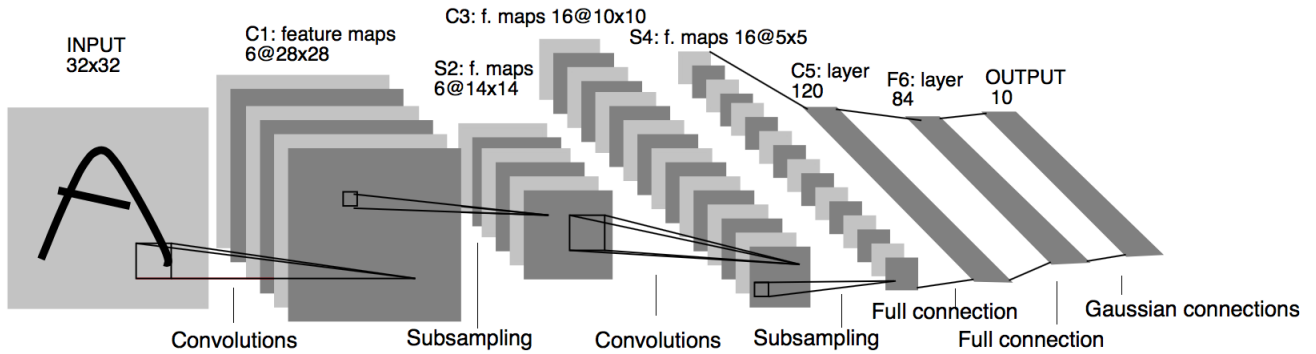 INPUT
32x32
C1: feature maps
6@28x28
S2: f. maps
6@14x14
C3: f. maps 16@10x10
S4: f. maps 16@5x5
C5: layer
120
F6: layer
84
OUTPUT
10
Convolutions
Subsampling
Convolutions
Subsampling
Full connection
Full connection
Gaussian connections